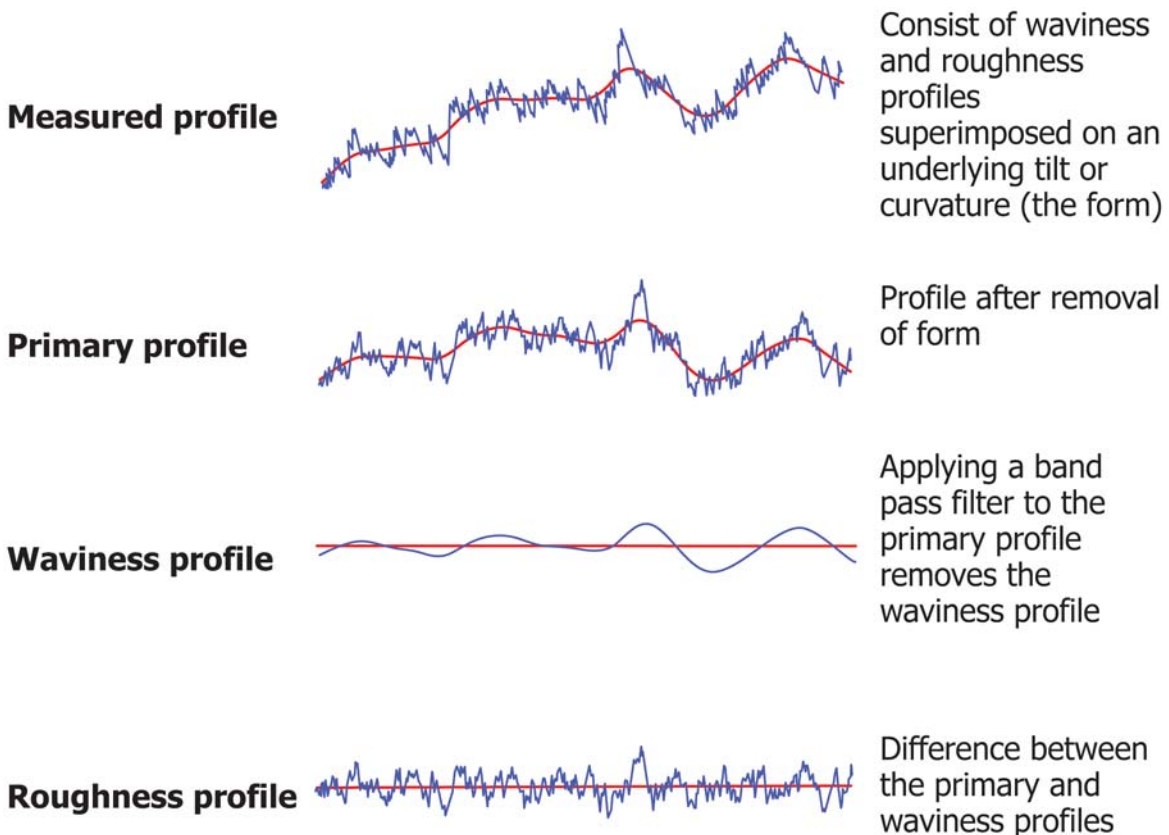 Measured profile
Consist of waviness
and roughness
profiles
superimposed on an
underlying tilt or
curvature (the form)
Primary profile
Profile after removal
of form
Waviness profile
Applying a band
pass filter to the
primary profile
removes the
waviness profile
Roughness profile
Difference between
the primary and
waviness profiles